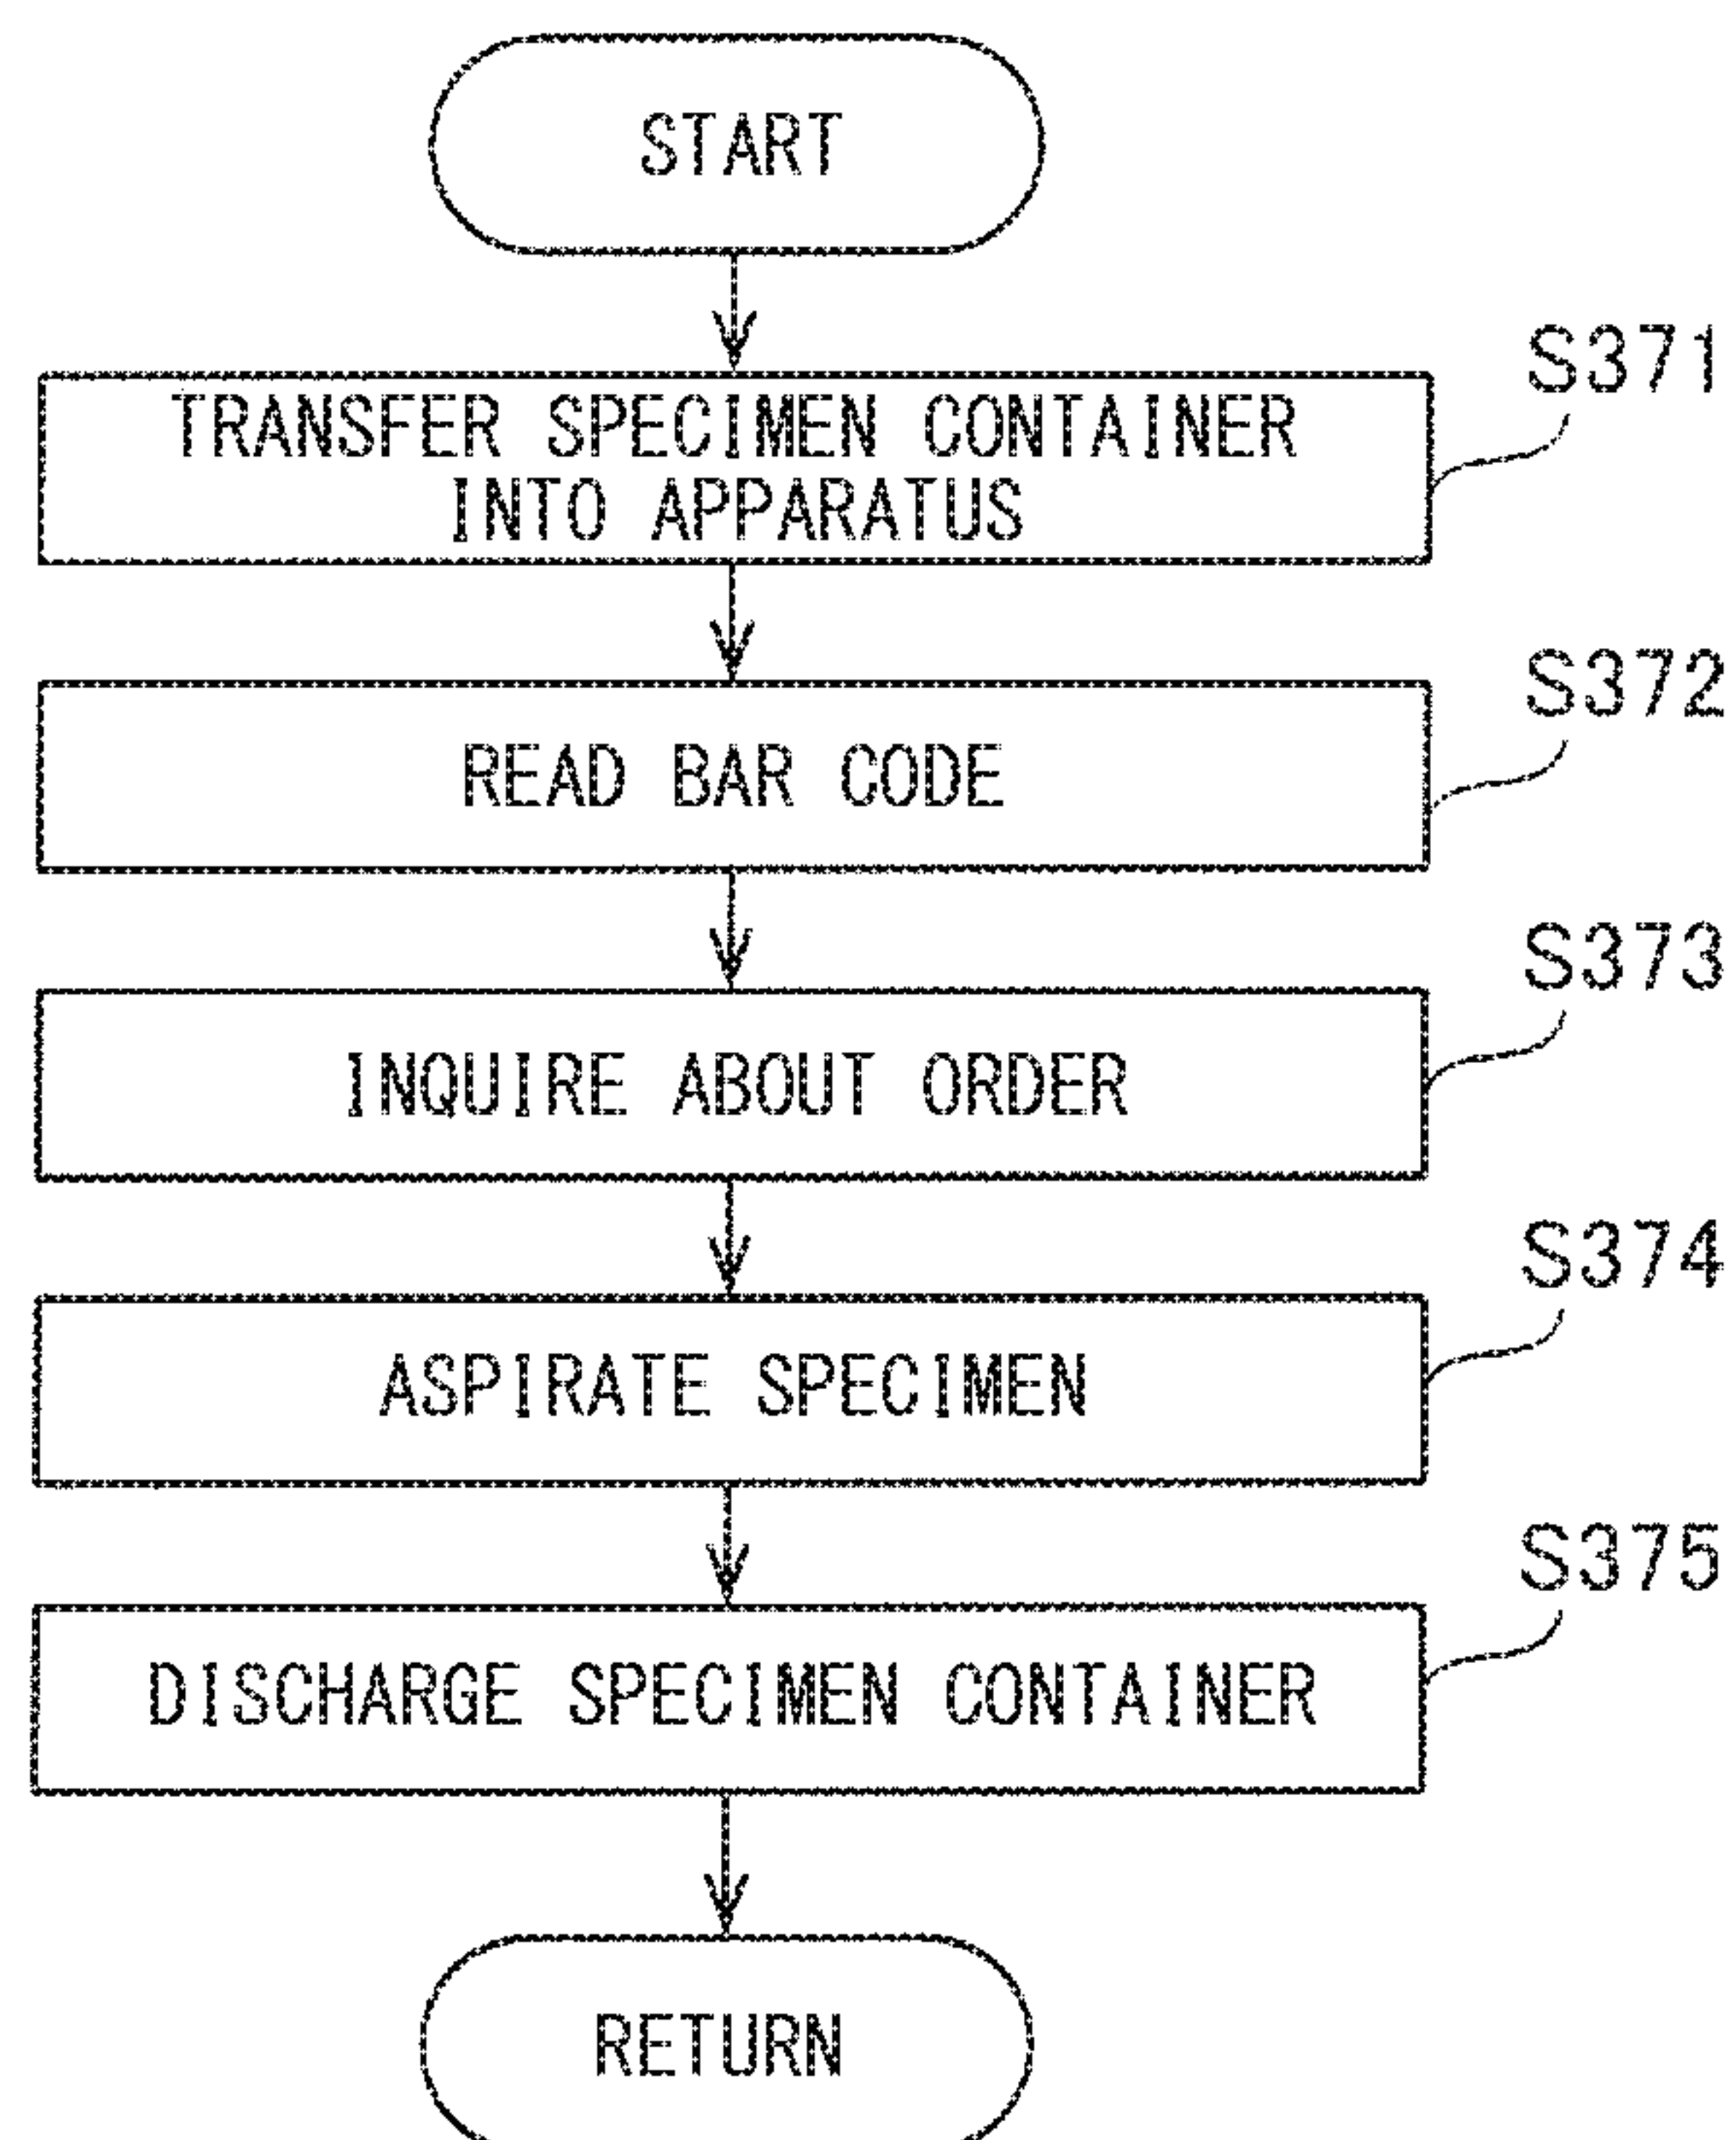 START
S371
TRANSFER SPECIMEN CONTAINER
INTO APPARATUS
S372
READ BAR CODE
S373
INQUIRE ABOUT ORDER
S374
ASPIRATE SPECIMEN
S375
DISCHARGE SPECIMEN CONTAINER
RETURN